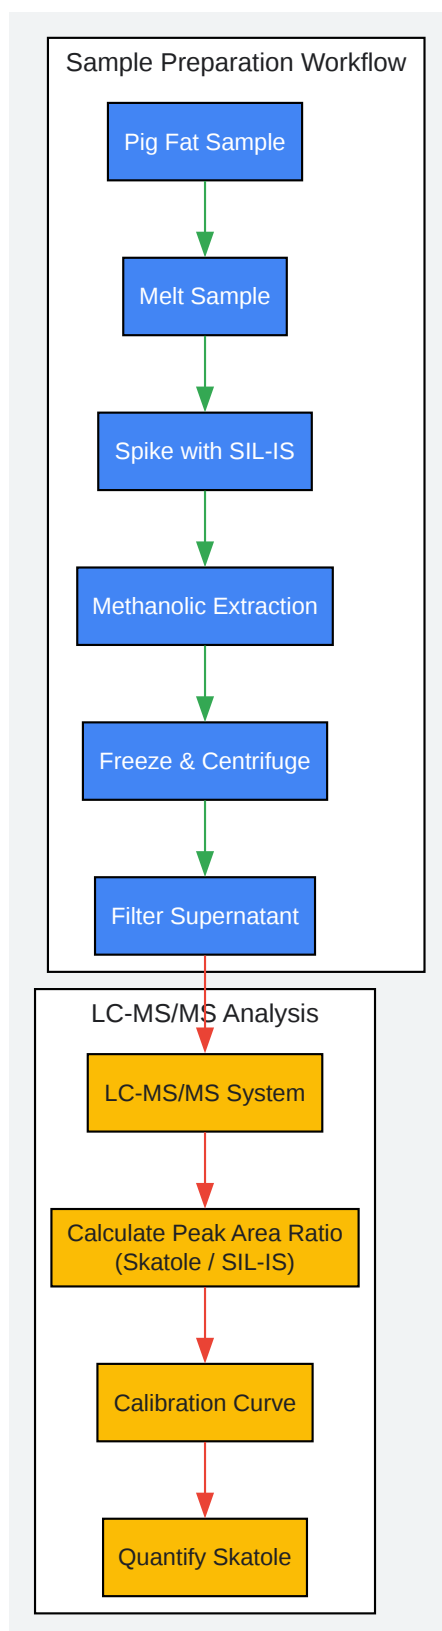 Sample Preparation Workflow
Pig Fat Sample
Melt Sample
Spike with SIL-IS
Methanolic Extraction
Freeze & Centrifuge
Filter Supernatant
LC-MS/MS Analysis
LC-MS/MS System
Calculate Peak Area Ratio
(Skatole / SIL-IS)
Calibration Curve
Quantify Skatole